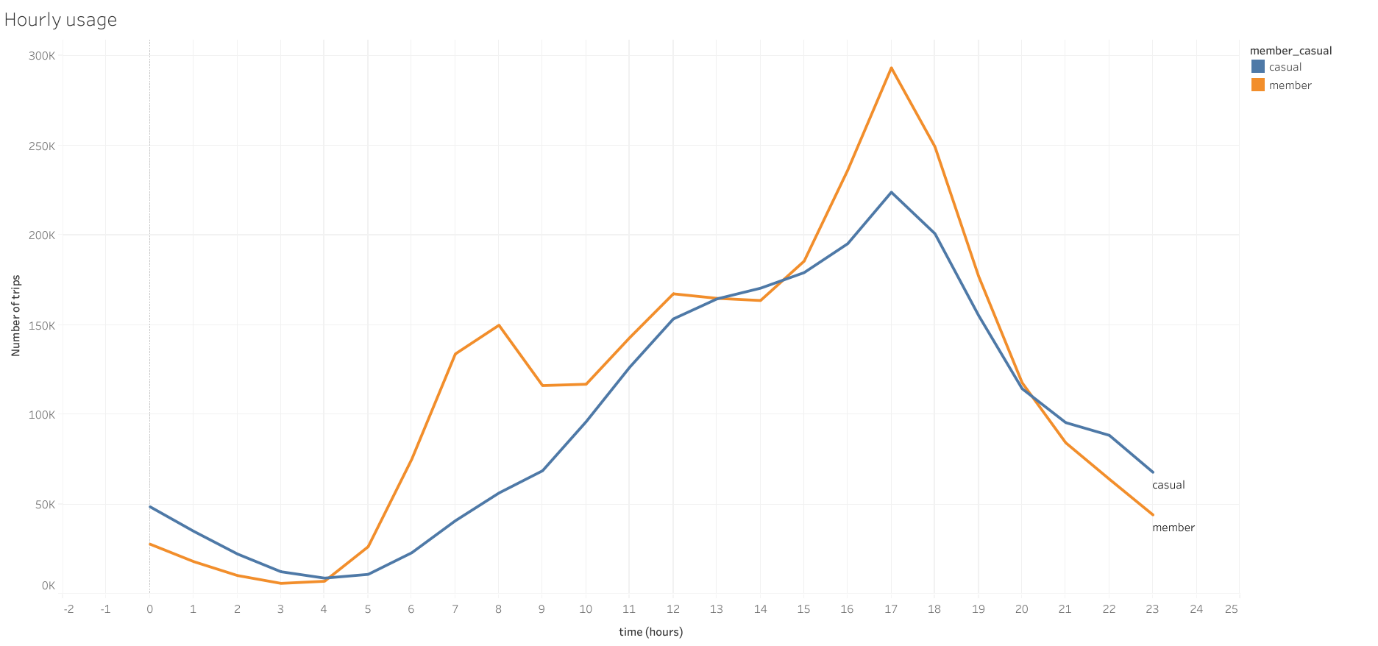 Hourly usage
member_casual
casual
member
300K
250K
200K
150K
100K
50K
0K
Number of trips
casual
member
-2 -1 0 1 2 3 4 5 6 7 8 9 10 11 12 13 14 15 16 17 18 19 20 21 22 23 24 25
time (hours)